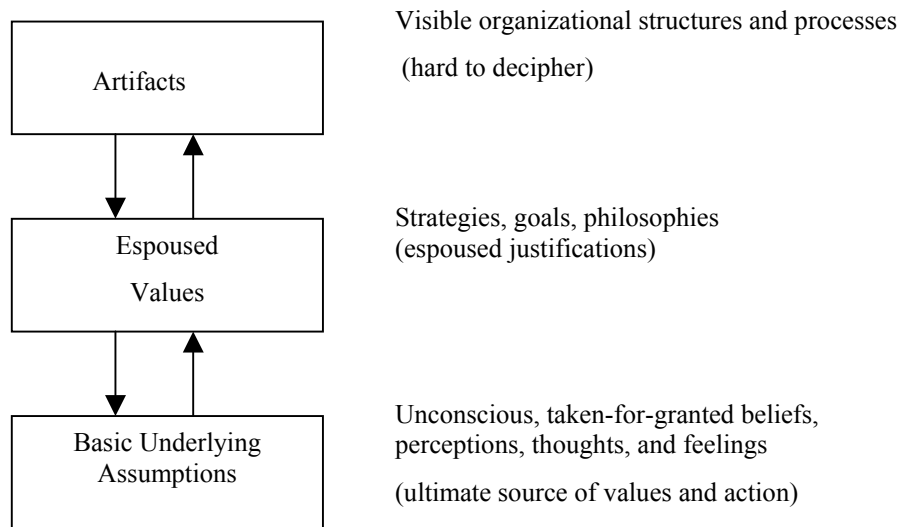 Artifacts
Visible organizational structures and processes
(hard to decipher)
Espoused
Values
Strategies, goals, philosophies
(espoused justifications)
Basic Underlying
Assumptions
Unconscious, taken-for-granted beliefs,
perceptions, thoughts, and feelings
(ultimate source of values and action)